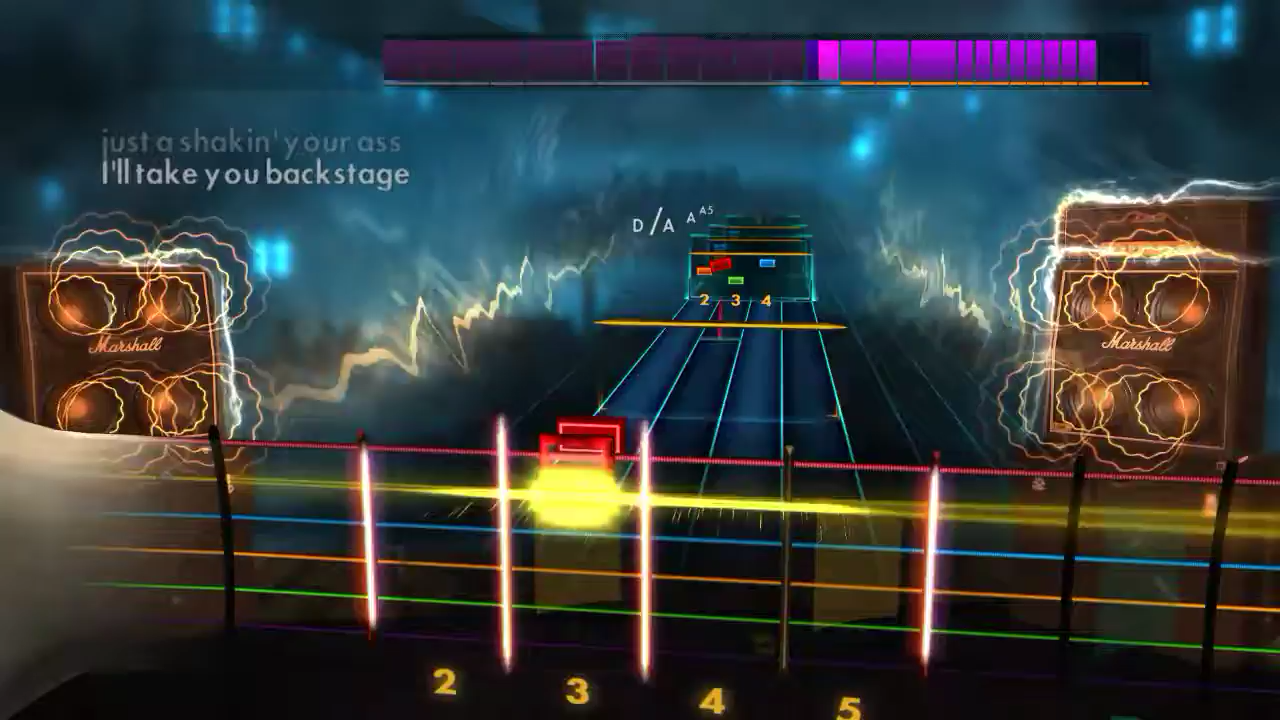 just a shakin' your ass
I'll take you backstage
D/A A A5
2 3 4
Marshall
Marshall
2 3 4 5